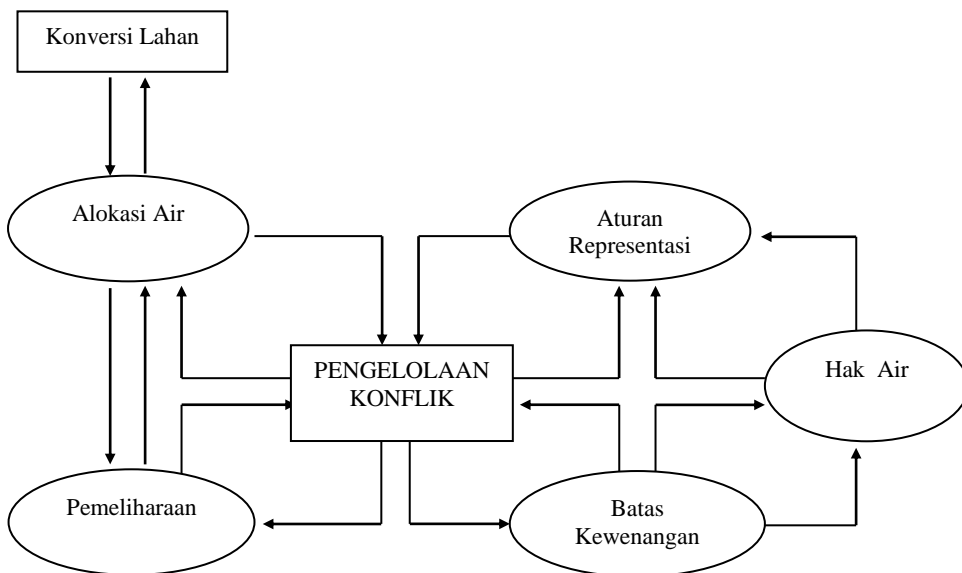 Konversi Lahan
Alokasi Air
Aturan
Representasi
PENGELOLAAN
KONFLIK
Hak Air
Pemeliharaan
Batas
Kewenangan